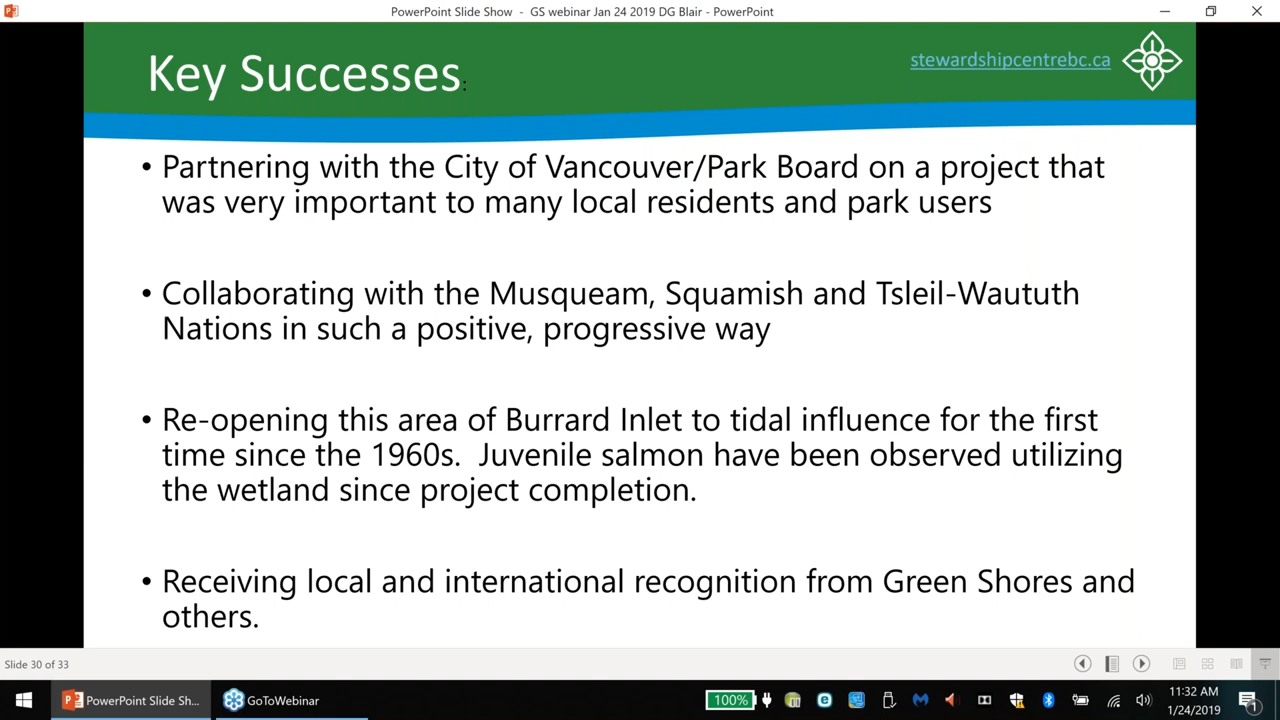 PowerPoint Slide Show - GS webinar Jan 24 2019 DG Blair - PowerPoint
Key Successes:
stewardshipcentrebc.ca
• Partnering with the City of Vancouver/Park Board on a project that
was very important to many local residents and park users
• Collaborating with the Musqueam, Squamish and Tsleil-Waututh
Nations in such a positive, progressive way
• Re-opening this area of Burrard Inlet to tidal influence for the first
time since the 1960s. Juvenile salmon have been observed utilizing
the wetland since project completion.
• Receiving local and international recognition from Green Shores and
others.
Slide 30 of 33
PowerPoint Slide Sh...
GoToWebinar
100%
11:32 AM
1/24/2019
1